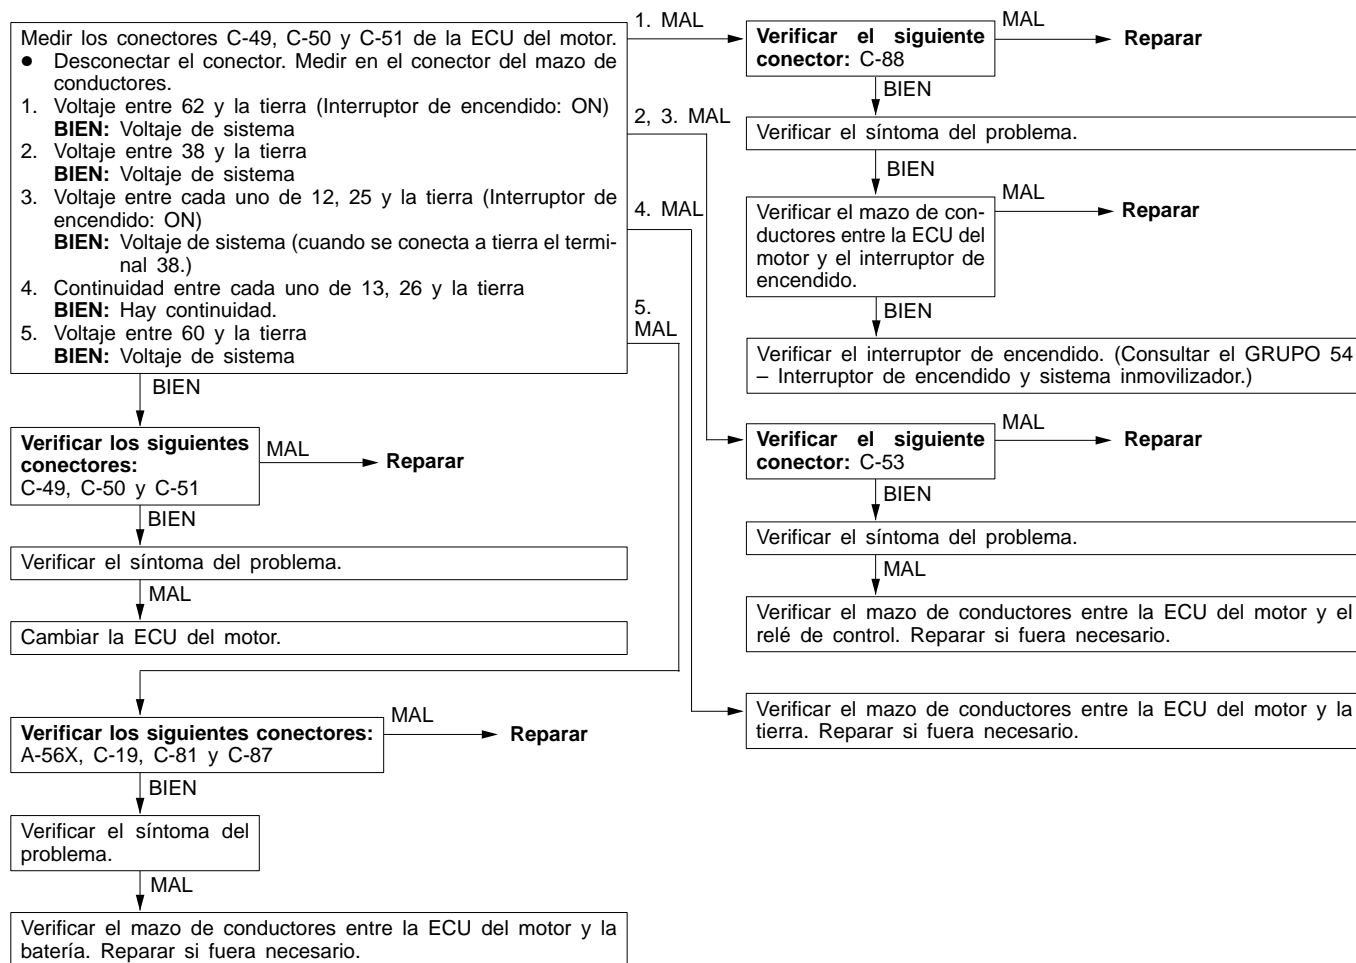 Medir los conectores C-49, C-50 y C-51 de la ECU del motor.
● Desconectar el conector. Medir en el conector del mazo de
conductores.
1. Voltaje entre 62 y la tierra (Interruptor de encendido: ON)
BIEN: Voltaje de sistema
2. Voltaje entre 38 y la tierra
BIEN: Voltaje de sistema
3. Voltaje entre cada uno de 12, 25 y la tierra (Interruptor de
encendido: ON)
BIEN: Voltaje de sistema (cuando se conecta a tierra el termi-
nal 38.)
4. Continuidad entre cada uno de 13, 26 y la tierra
BIEN: Hay continuidad.
5. Voltaje entre 60 y la tierra
BIEN: Voltaje de sistema
BIEN
Verificar los siguientes
conectores:
C-49, C-50 y C-51
MAL
Reparar
BIEN
Verificar el síntoma del problema.
MAL
Cambiar la ECU del motor.
1. MAL
Verificar el siguiente
conector: C-88
MAL
Reparar
BIEN
Verificar el síntoma del problema.
BIEN
Verificar el mazo de con-
ductores entre la ECU del
motor y el interruptor de
encendido.
MAL
Reparar
BIEN
Verificar el interruptor de encendido. (Consultar el GRUPO 54
– Interruptor de encendido y sistema inmovilizador.)
2, 3. MAL
Verificar el siguiente
conector: C-53
MAL
Reparar
BIEN
Verificar el síntoma del problema.
MAL
Verificar el mazo de conductores entre la ECU del motor y el
relé de control. Reparar si fuera necesario.
4. MAL
Verificar el mazo de conductores entre la ECU del motor y la
tierra. Reparar si fuera necesario.
5.
MAL
Verificar los siguientes conectores:
A-56X, C-19, C-81 y C-87
MAL
Reparar
BIEN
Verificar el síntoma del
problema.
MAL
Verificar el mazo de conductores entre la ECU del motor y la
batería. Reparar si fuera necesario.